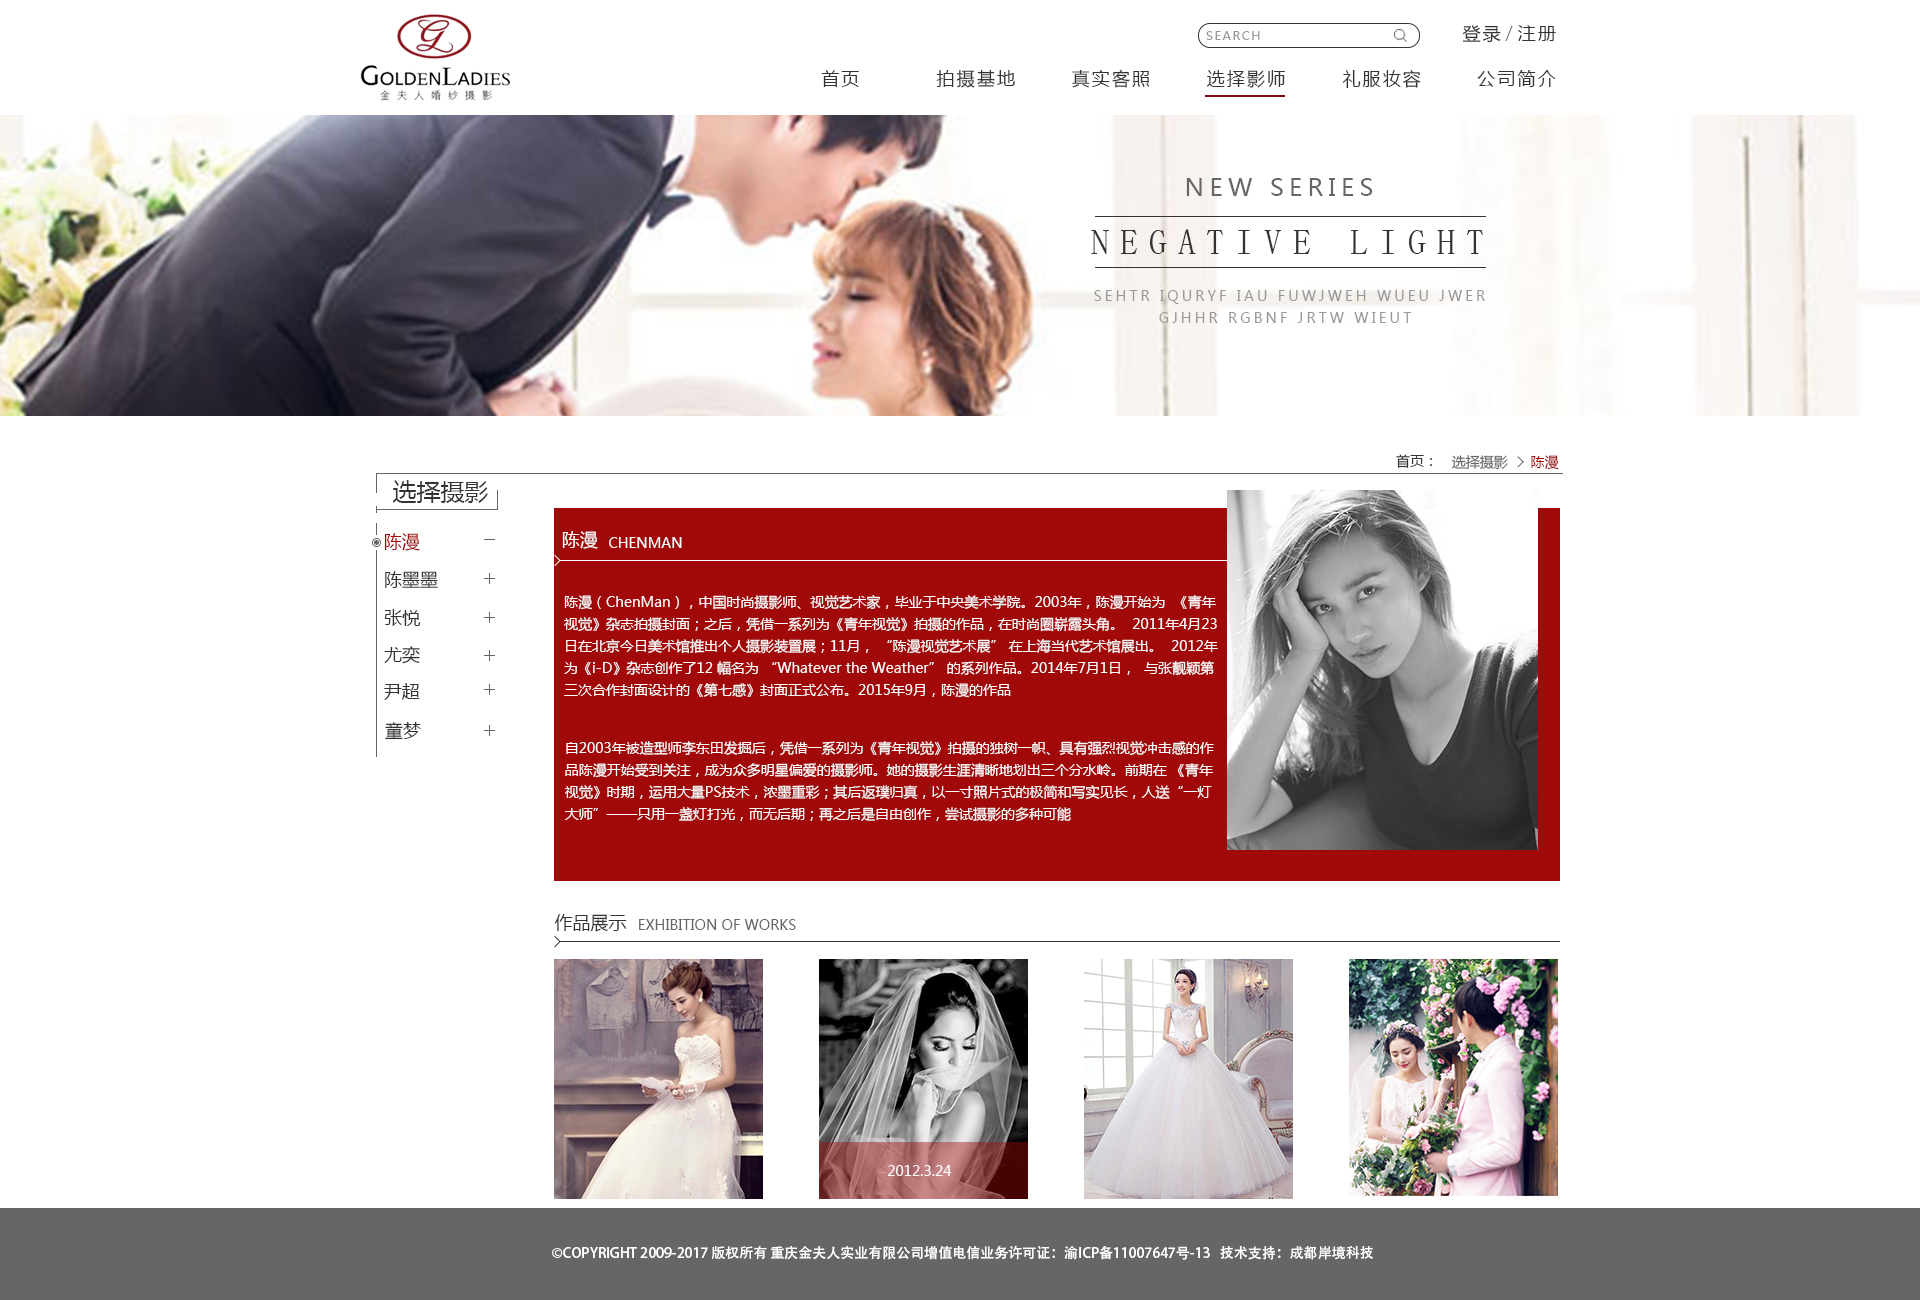 GOLDENLADIES
金夫人婚纱摄影
SEARCH
登录 / 注册
首页 拍摄基地 真实客照 选择影师 礼服妆容 公司简介
NEW SERIES
NEGATIVE LIGHT
SEHTR IQURYF IAU FUWJWEH WUEU JWER
GJHHR RGBNF JRTW WIEUT
首页： 选择摄影 > 陈漫
选择摄影
陈漫 －
陈墨墨 +
张悦 +
尤奕 +
尹超 +
童梦 +
陈漫 CHENMAN
陈漫（ChenMan），中国时尚摄影师、视觉艺术家，毕业于中央美术学院。2003年，陈漫开始为 《青年
视觉》杂志拍摄封面；之后，凭借一系列为《青年视觉》拍摄的作品，在时尚圈崭露头角。 2011年4月23
日在北京今日美术馆推出个人摄影装置展；11月， “陈漫视觉艺术展” 在上海当代艺术馆展出。 2012年
为《i-D》杂志创作了12 幅名为 “Whatever the Weather” 的系列作品。2014年7月1日， 与张靓颖第
三次合作封面设计的《第七感》封面正式公布。2015年9月，陈漫的作品
自2003年被造型师李东田发掘后，凭借一系列为《青年视觉》拍摄的独树一帜、具有强烈视觉冲击感的作
品陈漫开始受到关注，成为众多明星偏爱的摄影师。她的摄影生涯清晰地划出三个分水岭。前期在 《青年
视觉》时期，运用大量PS技术，浓墨重彩；其后返璞归真，以一寸照片式的极简和写实见长，人送“一灯
大师”——只用一盏灯打光，而无后期；再之后是自由创作，尝试摄影的多种可能
作品展示 EXHIBITION OF WORKS
2012.3.24
©COPYRIGHT 2009-2017 版权所有 重庆金夫人实业有限公司增值电信业务许可证：渝ICP备11007647号-13 技术支持：成都岸境科技